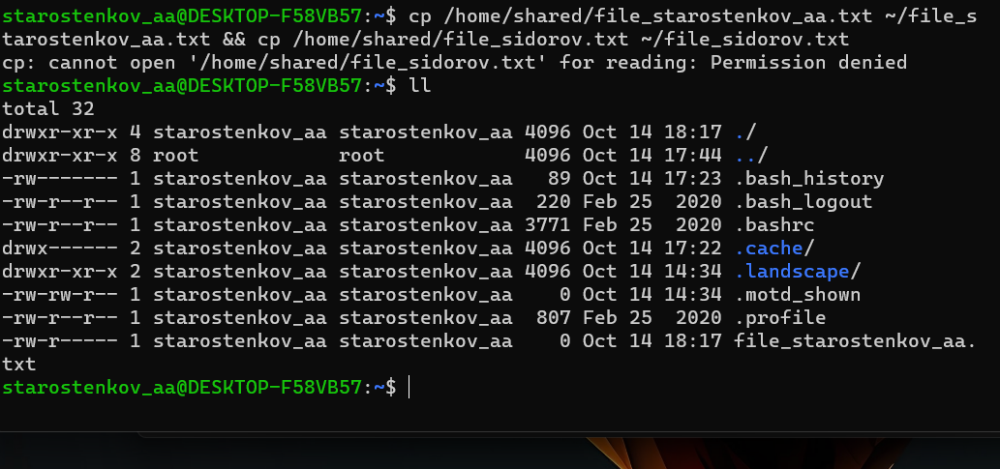 starostenkov_aa@DESKTOP-F58VB57:~$ cp /home/shared/file_starostenkov_aa.txt ~/file_s
tarostenkov_aa.txt && cp /home/shared/file_sidorov.txt ~/file_sidorov.txt
cp: cannot open '/home/shared/file_sidorov.txt' for reading: Permission denied
starostenkov_aa@DESKTOP-F58VB57:~$ ll
total 32
drwxr-xr-x 4 starostenkov_aa starostenkov_aa 4096 Oct 14 18:17 ./
drwxr-xr-x 8 root            root            4096 Oct 14 17:44 ../
-rw------- 1 starostenkov_aa starostenkov_aa   89 Oct 14 17:23 .bash_history
-rw-r--r-- 1 starostenkov_aa starostenkov_aa  220 Feb 25  2020 .bash_logout
-rw-r--r-- 1 starostenkov_aa starostenkov_aa 3771 Feb 25  2020 .bashrc
drwx------ 2 starostenkov_aa starostenkov_aa 4096 Oct 14 17:22 .cache/
drwxr-xr-x 2 starostenkov_aa starostenkov_aa 4096 Oct 14 14:34 .landscape/
-rw-rw-r-- 1 starostenkov_aa starostenkov_aa    0 Oct 14 14:34 .motd_shown
-rw-r--r-- 1 starostenkov_aa starostenkov_aa  807 Feb 25  2020 .profile
-rw-r----- 1 starostenkov_aa starostenkov_aa    0 Oct 14 18:17 file_starostenkov_aa.
txt
starostenkov_aa@DESKTOP-F58VB57:~$